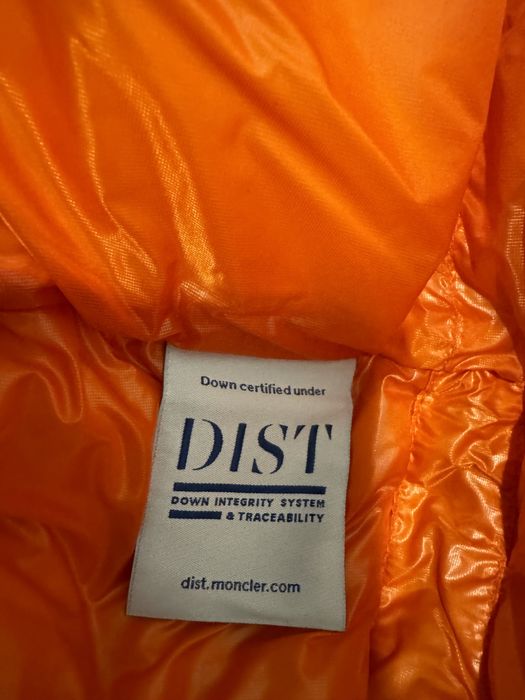 Down certified under
DIST
DOWN INTEGRITY SYSTEM
& TRACEABILITY
dist.moncler.com